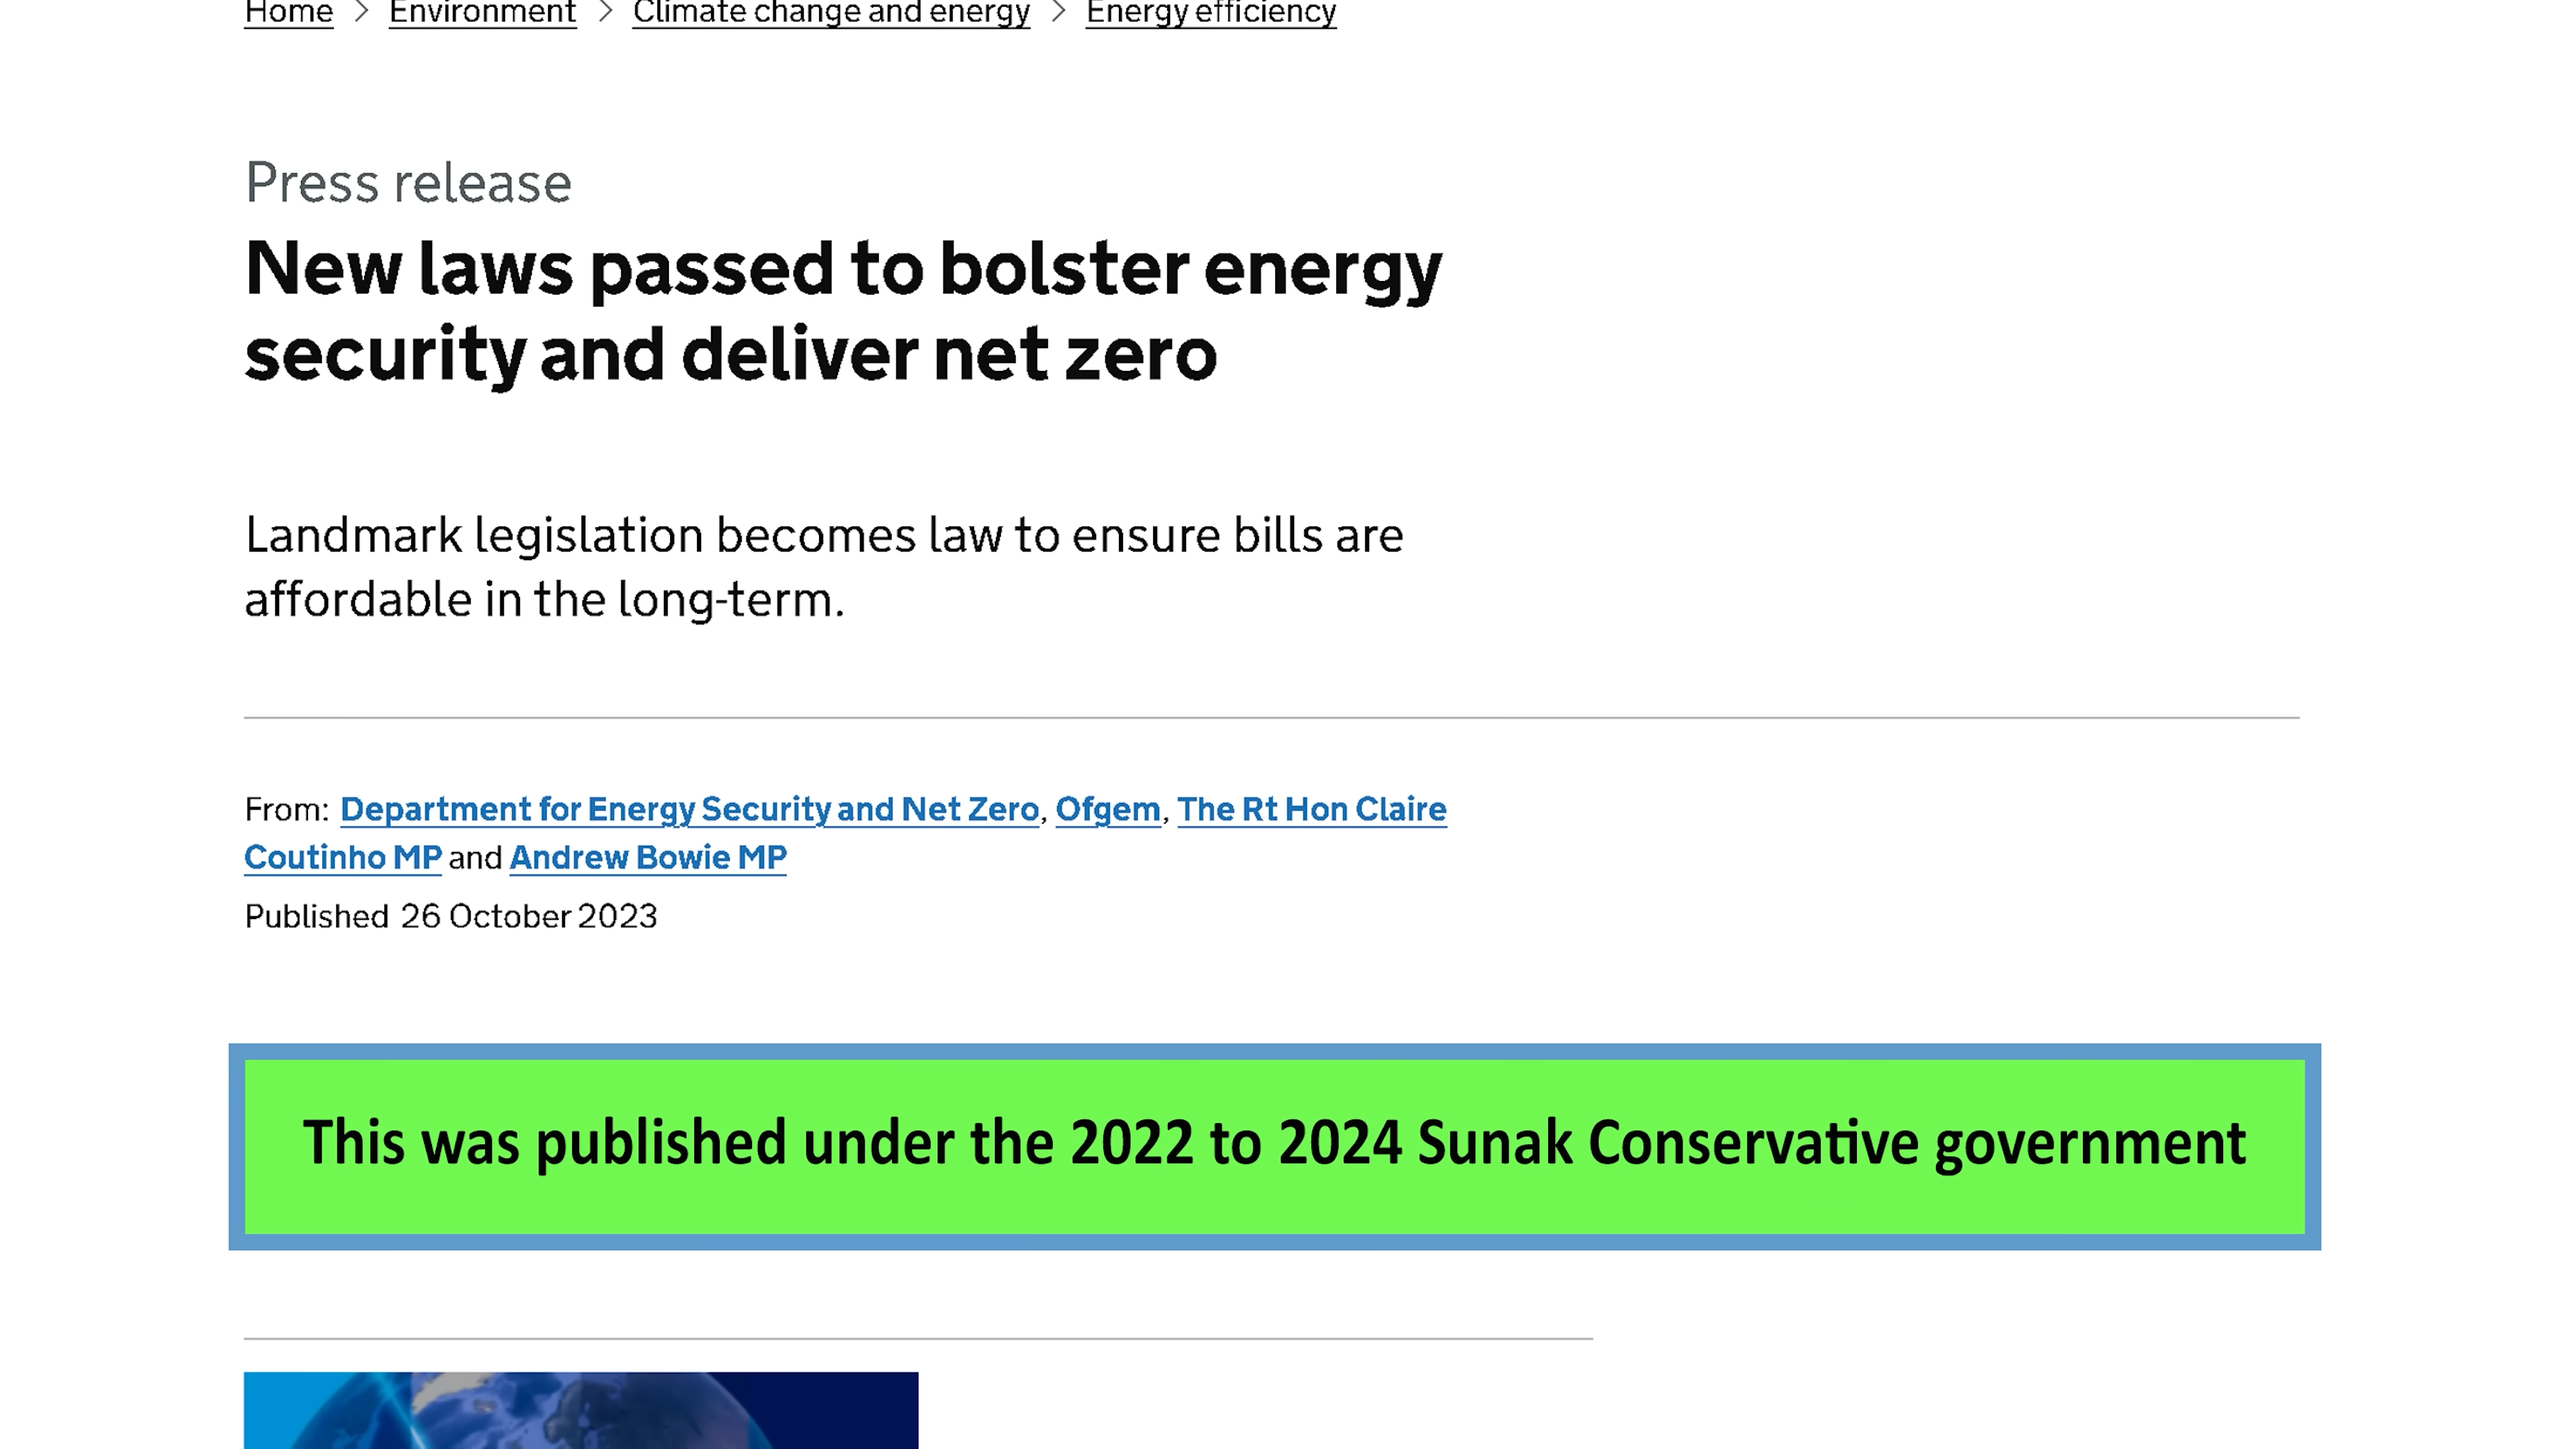 Home > Environment > Climate change and energy > Energy efficiency
Press release
New laws passed to bolster energy
security and deliver net zero
Landmark legislation becomes law to ensure bills are
affordable in the long-term.
From: Department for Energy Security and Net Zero, Ofgem, The Rt Hon Claire
Coutinho MP and Andrew Bowie MP
Published 26 October 2023
This was published under the 2022 to 2024 Sunak Conservative government